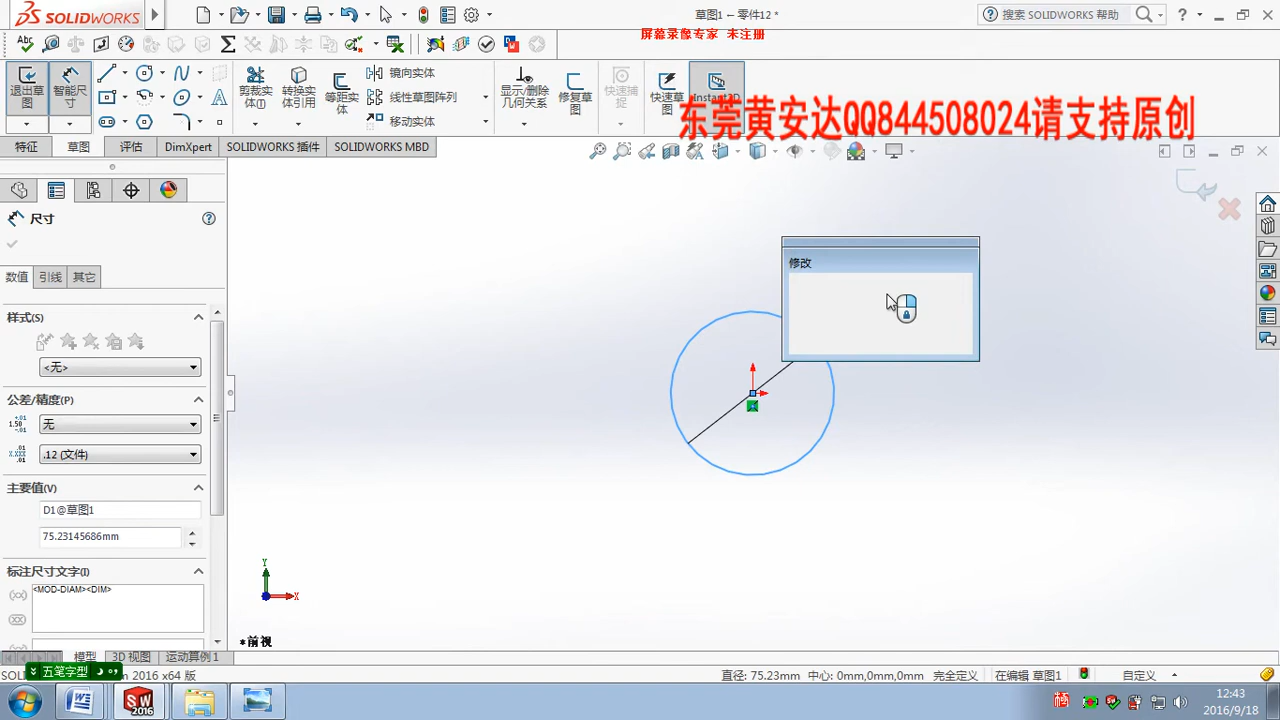 SOLIDWORKS
草图1 ← 零件12 *
搜索 SOLIDWORKS 帮助
屏幕录像专家 未注册
退出草图
智能尺寸
剪裁实体(T)
转换实体引用
等距实体
镜向实体
线性草图阵列
移动实体
显示/删除几何关系
修复草图
快速捕捉
快速草图
Instant2D
东莞黄安达QQ844508024请支持原创
特征
草图
评估
DimXpert
SOLIDWORKS 插件
SOLIDWORKS MBD
尺寸
数值
引线
其它
样式(S)
<无>
公差/精度(P)
无
.12 (文件)
主要值(V)
D1@草图1
75.23145686mm
标注尺寸文字(I)
<MOD-DIAM><DIM>
修改
Y
X
*前视
模型
3D 视图
运动算例 1
五笔字型
2016 x64 版
直径: 75.23mm
中心: 0mm,0mm,0mm
完全定义
在编辑 草图1
自定义
12:43
2016/9/18